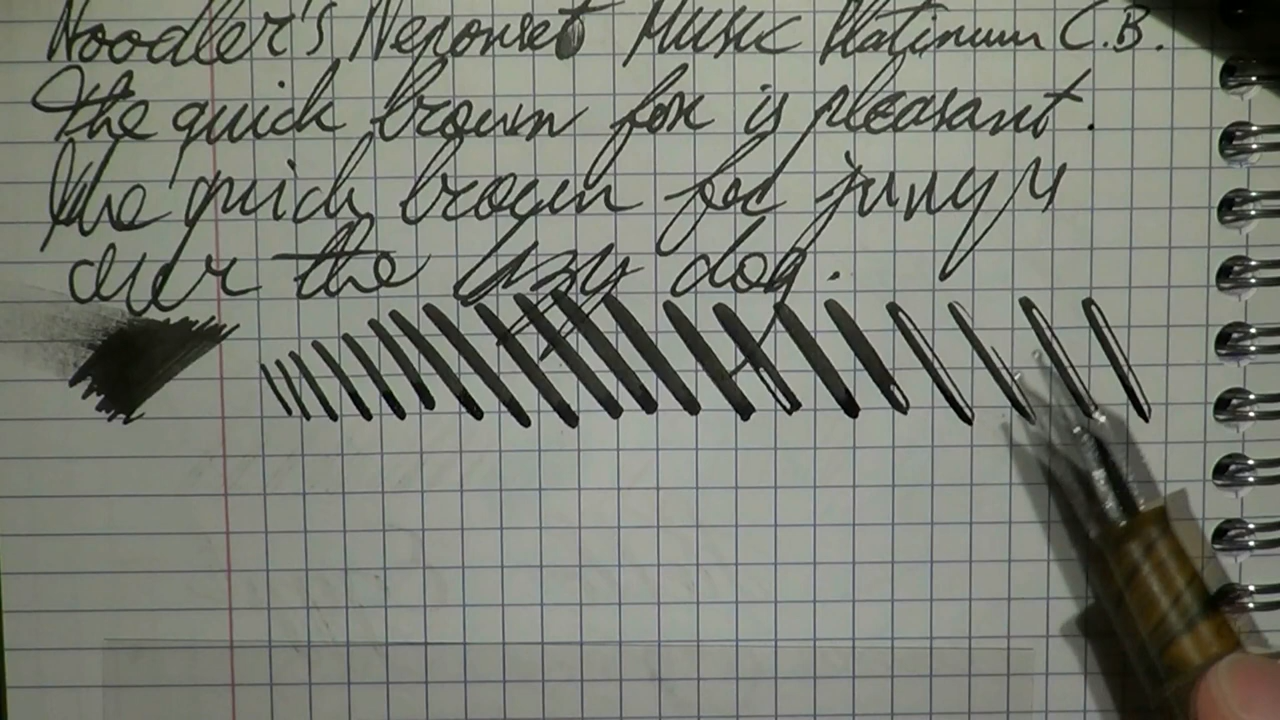 Noodler's Neponset Music Platinum C.B.
The quick brown fox is pleasant.
The quick brown fox jumps
over the lazy dog.